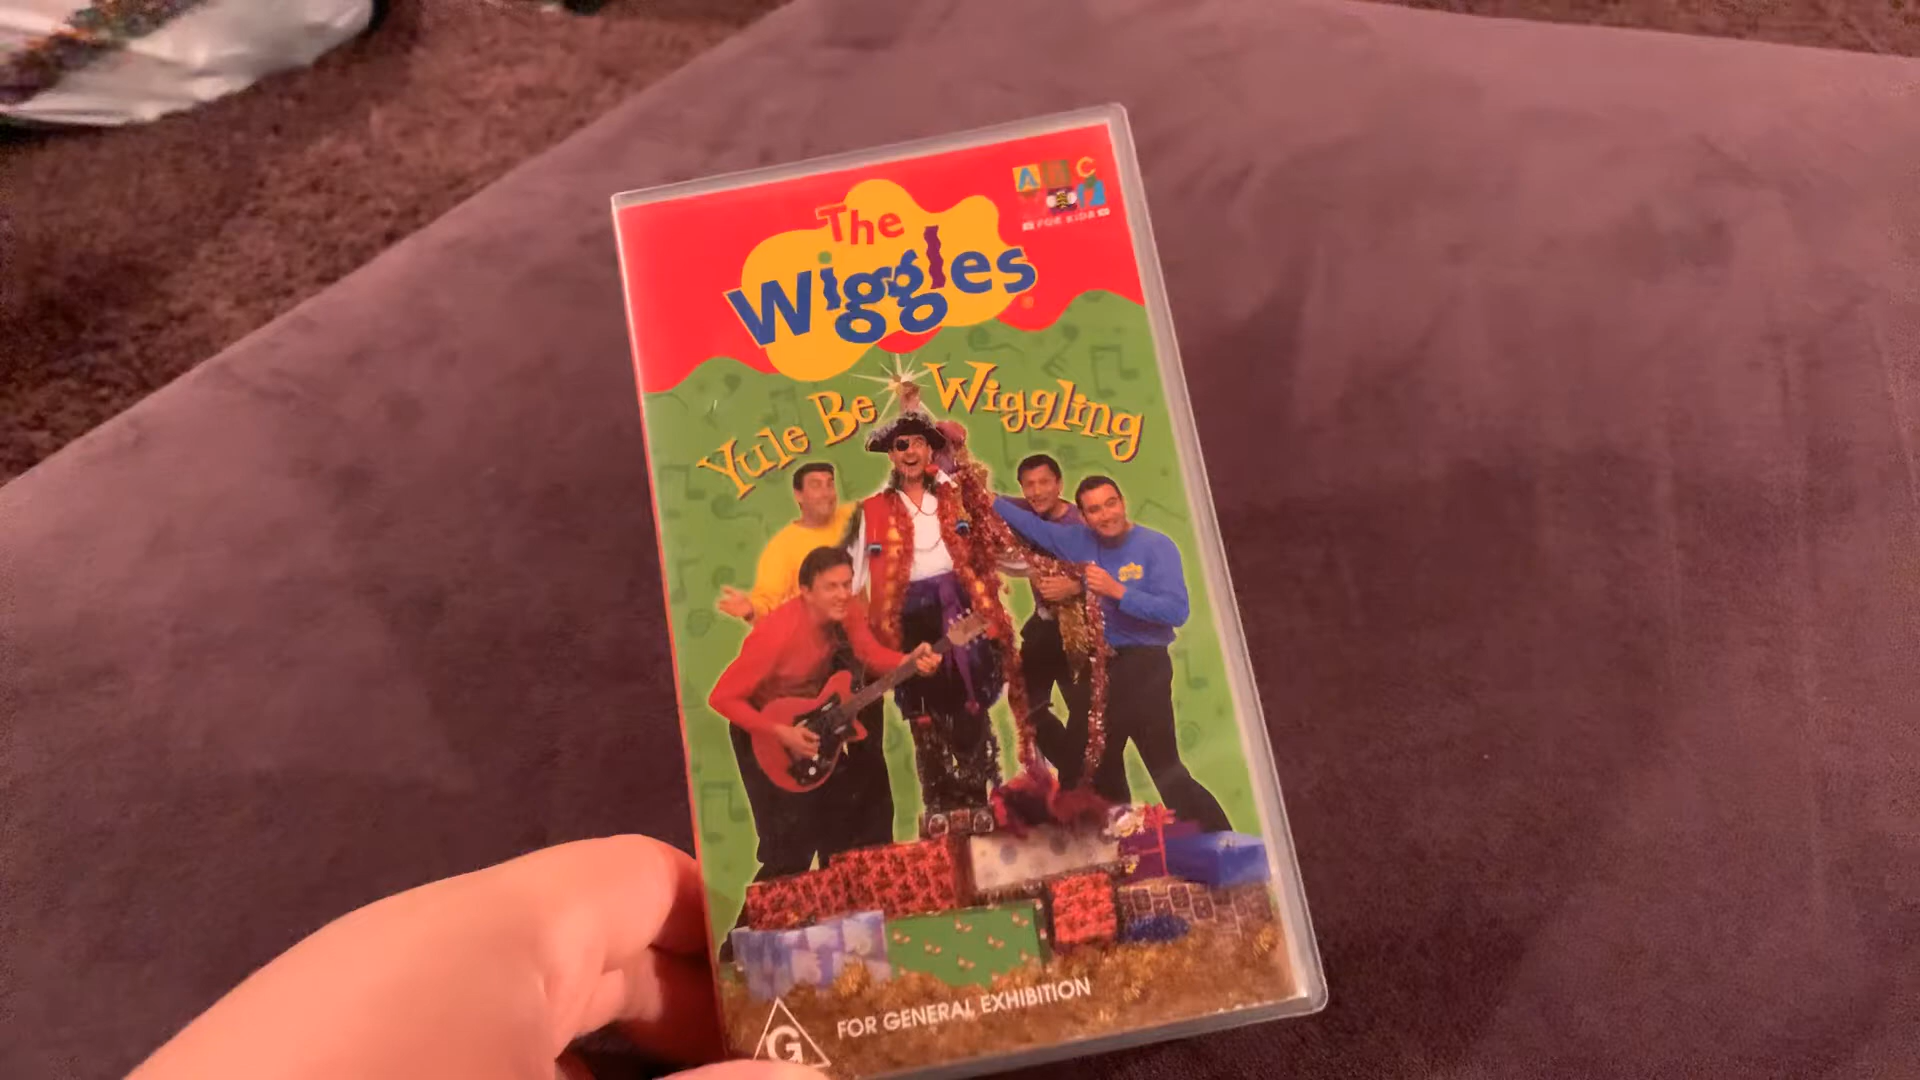 The
Wiggles
ABC
FOR KIDS
Yule Be Wiggling
G
FOR GENERAL EXHIBITION